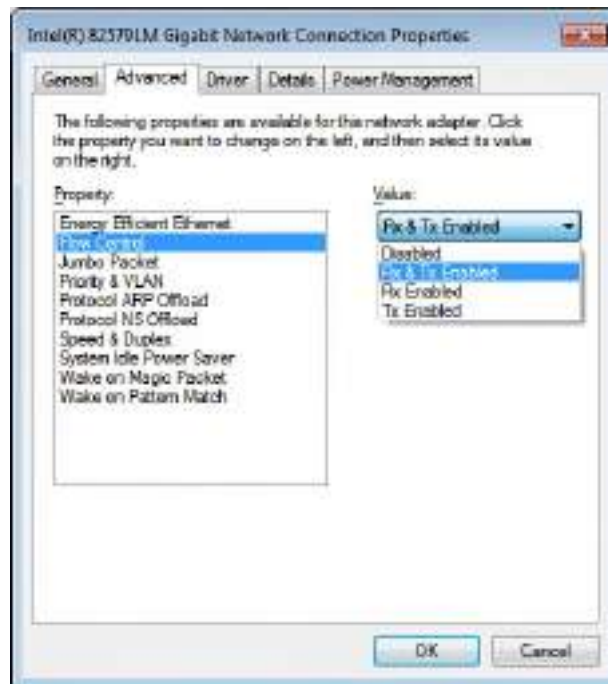 Intel(R) 82579LM Gigabit Network Connection Properties
General Advanced Driver Details Power Management
The following properties are available for this network adapter. Click
the property you want to change on the left, and then select its value
on the right.
Property: Value:
Energy Efficient Ethernet
Flow Control
Jumbo Packet
Priority & VLAN
Protocol ARP Offload
Protocol NS Offload
Speed & Duplex
System Idle Power Saver
Wake on Magic Packet
Wake on Pattern Match
Rx & Tx Enabled
Disabled
Rx & Tx Enabled
Rx Enabled
Tx Enabled
OK Cancel